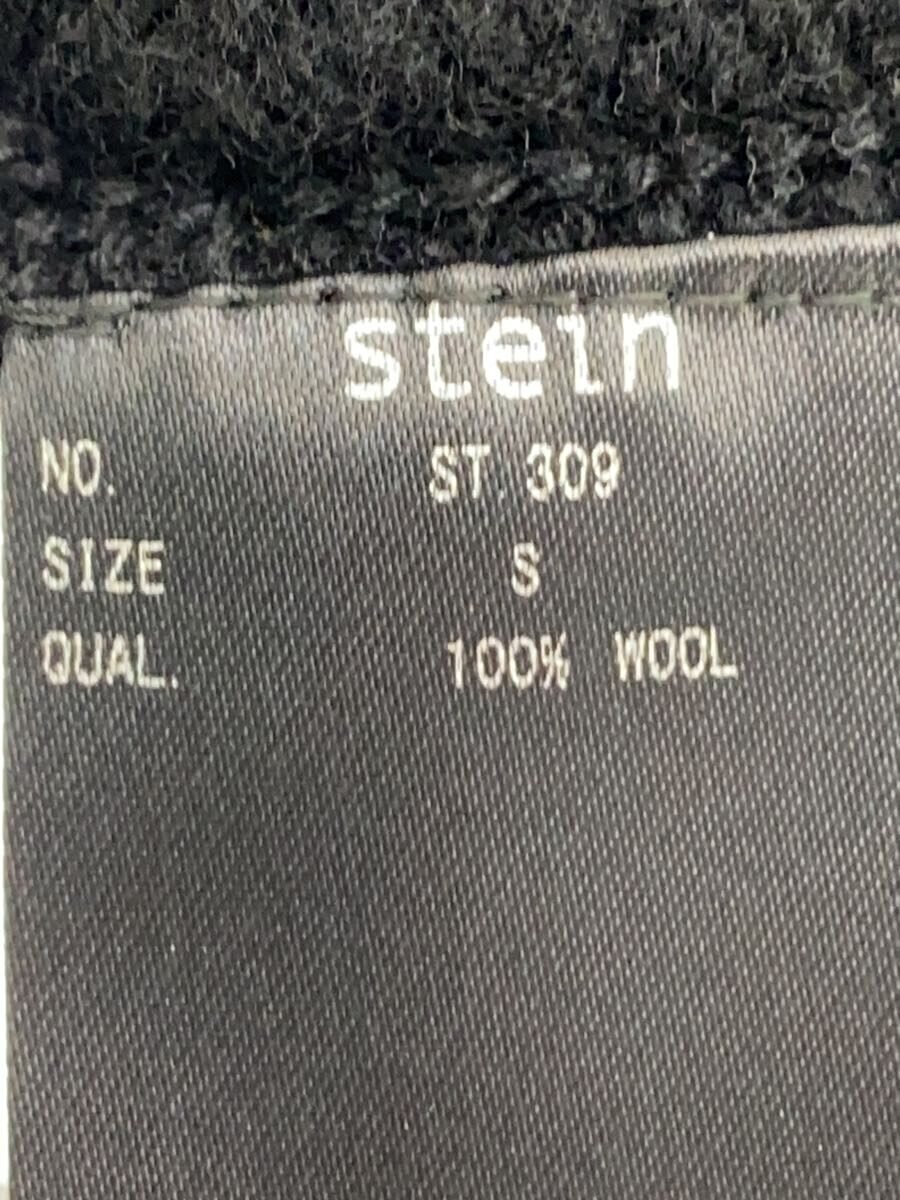 stein
NO. ST.309
SIZE S
QUAL. 100% WOOL